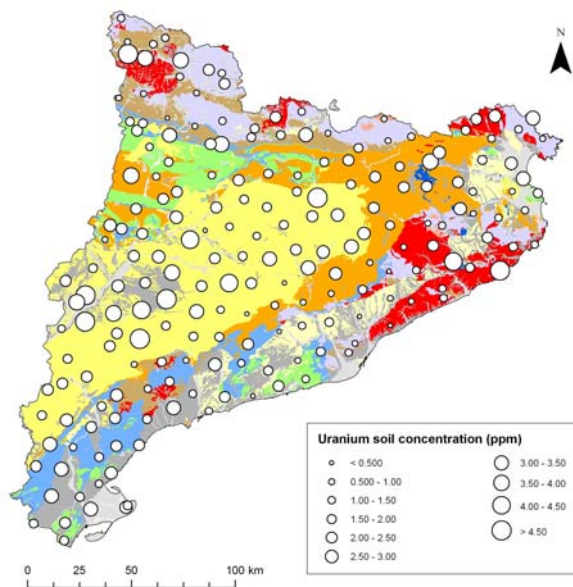 N
Uranium soil concentration (ppm)
< 0.500
0.500 - 1.00
1.00 - 1.50
1.50 - 2.00
2.00 - 2.50
2.50 - 3.00
3.00 - 3.50
3.50 - 4.00
4.00 - 4.50
> 4.50
0 25 50 100 km